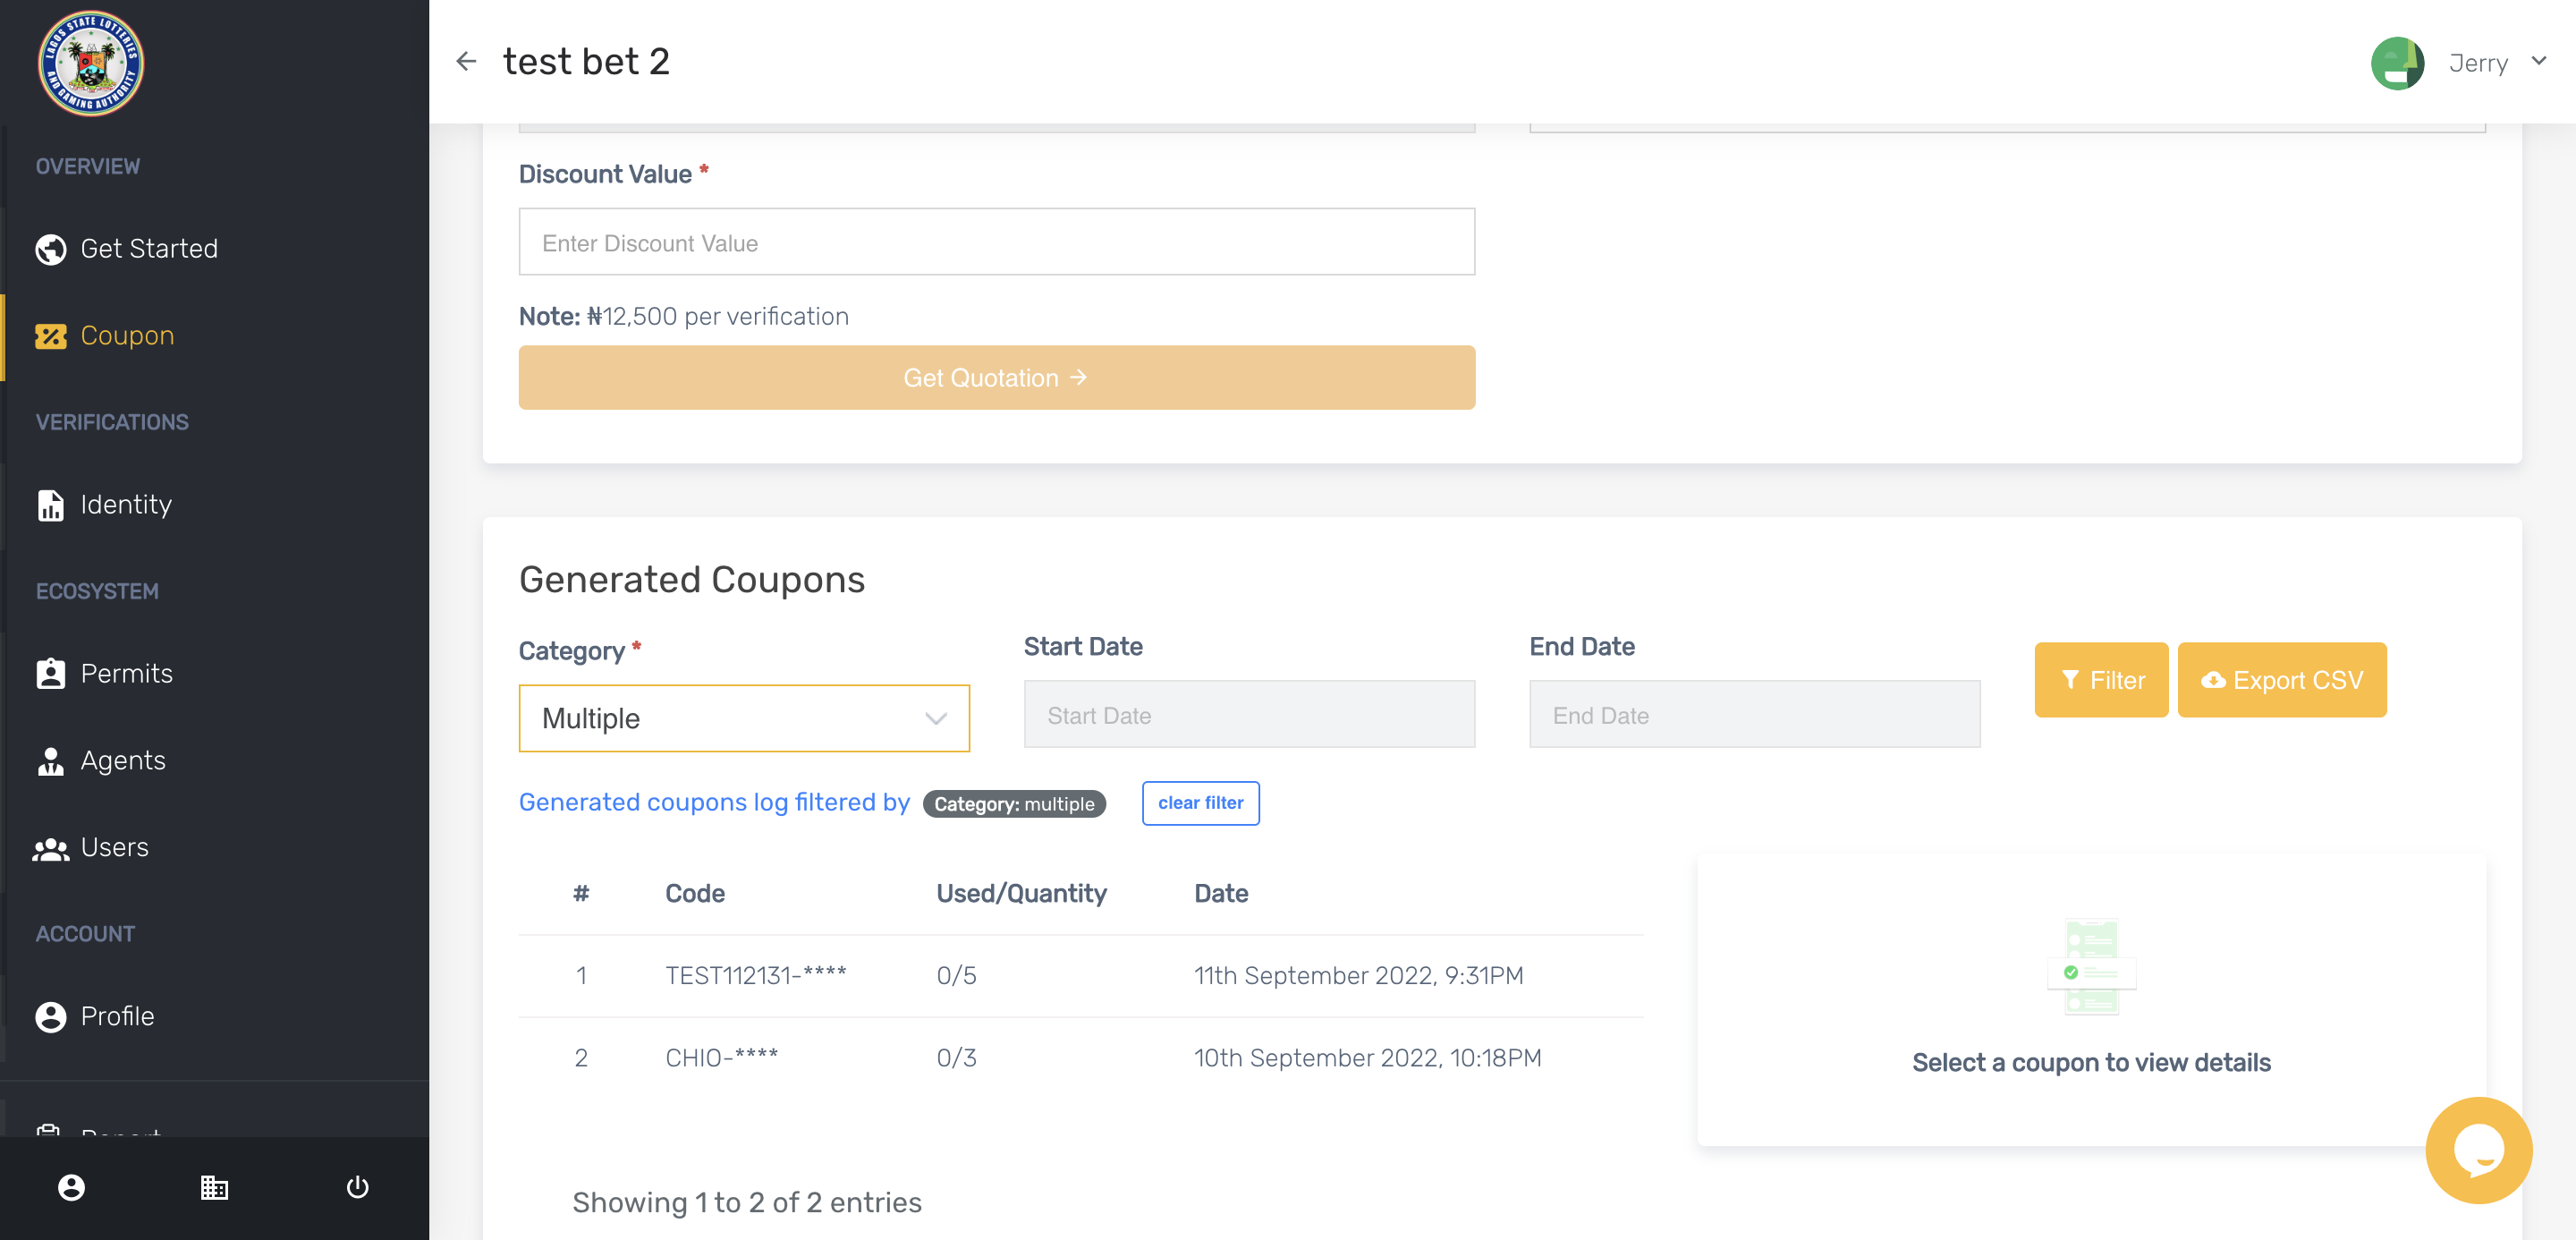 LAGOS STATE LOTTERIES
AND GAMING AUTHORITY
test bet 2
Jerry
OVERVIEW
Get Started
Coupon
VERIFICATIONS
Identity
ECOSYSTEM
Permits
Agents
Users
ACCOUNT
Profile
Report
Discount Value *
Enter Discount Value
Note: ₦12,500 per verification
Get Quotation →
Generated Coupons
Category *
Start Date
End Date
Multiple
Start Date
End Date
Filter
Export CSV
Generated coupons log filtered by Category: multiple clear filter
# Code Used/Quantity Date
1 TEST112131-**** 0/5 11th September 2022, 9:31PM
2 CHIO-**** 0/3 10th September 2022, 10:18PM
Showing 1 to 2 of 2 entries
Select a coupon to view details